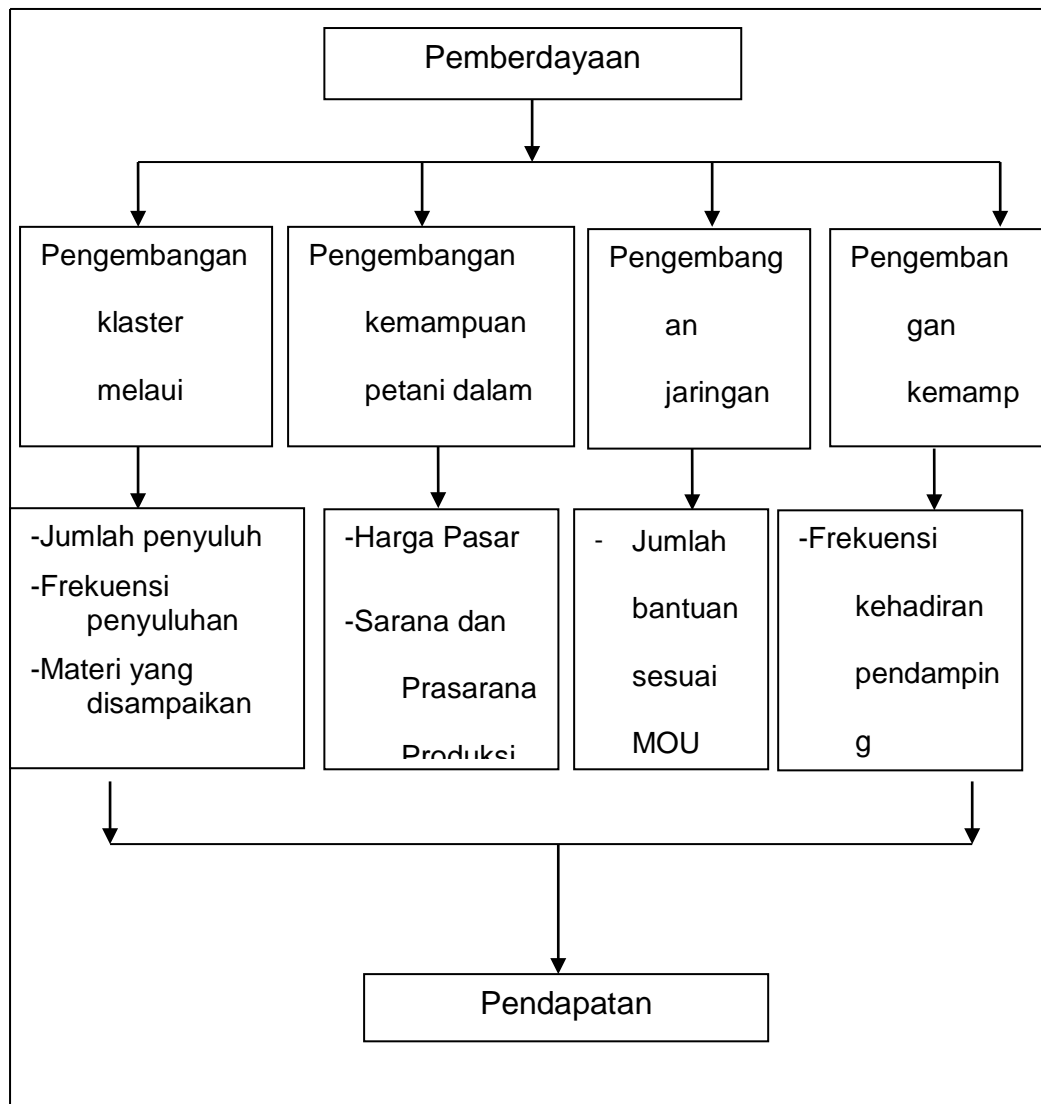 Pemberdayaan
Pengembangan
klaster
melaui
Pengembangan
kemampuan
petani dalam
Pengembang
an
jaringan
Pengemban
gan
kemamp
-Jumlah penyuluh
-Frekuensi
penyuluhan
-Materi yang
disampaikan
-Harga Pasar
-Sarana dan
Prasarana
Produksi
- Jumlah
bantuan
sesuai
MOU
-Frekuensi
kehadiran
pendampin
g
Pendapatan